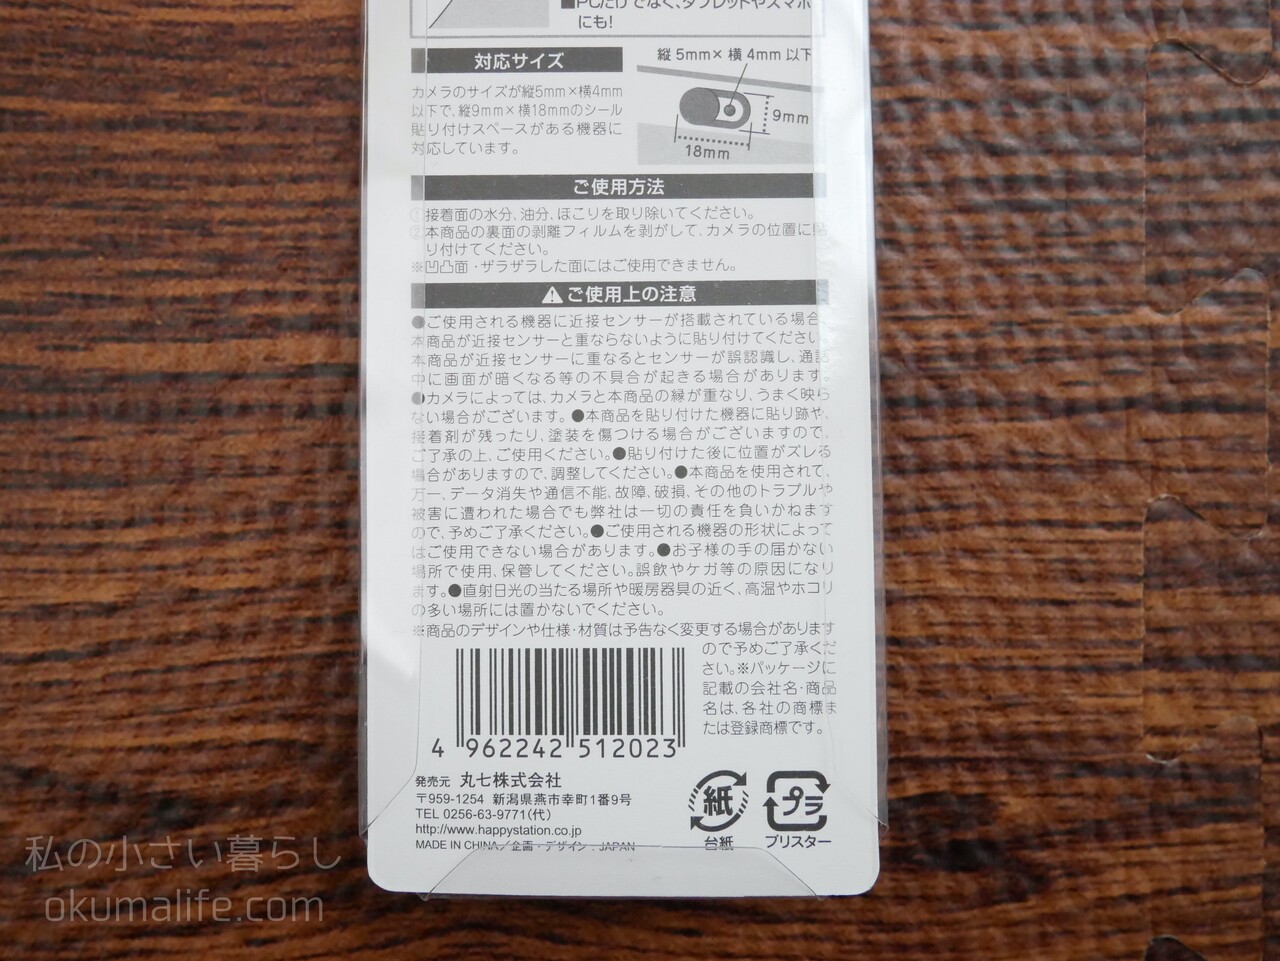 ■PCだけでなく、タブレットやスマホ
にも!
対応サイズ
カメラのサイズが縦5mm×横4mm
以下で、縦9mm×横18mmのシール
貼り付けスペースがある機器に
対応しています。
縦5mm×横4mm以下
9mm
18mm
ご使用方法
①接着面の水分、油分、ほこりを取り除いてください。
②本商品の裏面の剥離フィルムを剥がして、カメラの位置に貼
り付けてください。
※凹凸面・ザラザラした面にはご使用できません。
⚠ご使用上の注意
●ご使用される機器に近接センサーが搭載されている場合、
本商品が近接センサーと重ならないように貼り付けてください。
本商品が近接センサーに重なるとセンサーが誤認識し、通話
中に画面が暗くなる等の不具合が起きる場合があります。
●カメラによっては、カメラと本商品の縁が重なり、うまく映ら
ない場合がございます。●本商品を貼り付けた機器に貼り跡や、
接着剤が残ったり、塗装を傷つける場合がございますので、
ご了承の上、ご使用ください。●貼り付けた後に位置がズレる
場合がありますので、調整してください。●本商品を使用されて、
万一、データ消失や通信不能、故障、破損、その他のトラブルや
被害に遭われた場合でも弊社は一切の責任を負いかねます
ので、予めご了承ください。●ご使用される機器の形状によって
はご使用できない場合があります。●お子様の手の届かない
場所で使用、保管してください。誤飲やケガ等の原因になり
ます。●直射日光の当たる場所や暖房器具の近く、高温やホコリ
の多い場所には置かないでください。
※商品のデザインや仕様・材質は予告なく変更する場合があります
ので予めご了承くだ
さい。※パッケージに
記載の会社名・商品
名は、各社の商標ま
たは登録商標です。
4 962242 512023
発売元 丸七株式会社
〒959-1254 新潟県燕市幸町1番9号
TEL 0256-63-9771(代)
http://www.happystation.co.jp
MADE IN CHINA/企画・デザイン:JAPAN
紙
台紙
プラ
ブリスター
私の小さい暮らし
okumalife.com